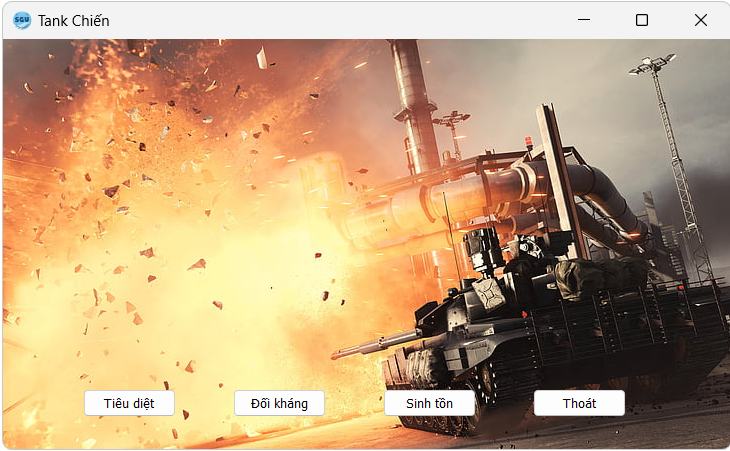 SGU Tank Chiến
Tiêu diệt Đối kháng Sinh tồn Thoát